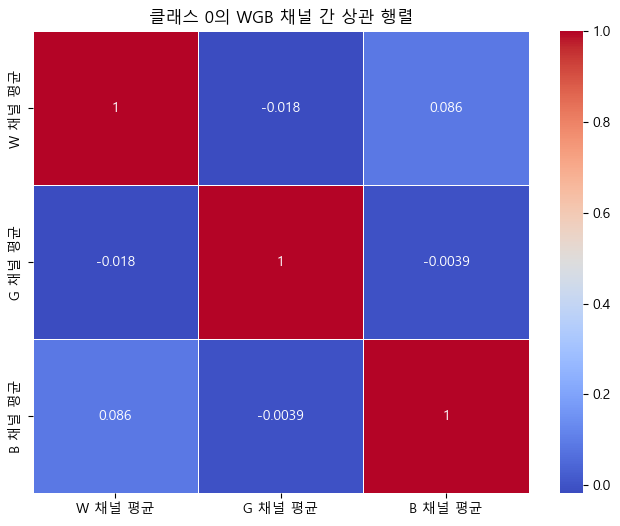 클래스 0의 WGB 채널 간 상관 행렬
W 채널 평균
1
-0.018
0.086
G 채널 평균
-0.018
1
-0.0039
B 채널 평균
0.086
-0.0039
1
W 채널 평균
G 채널 평균
B 채널 평균
1.0
0.8
0.6
0.4
0.2
0.0